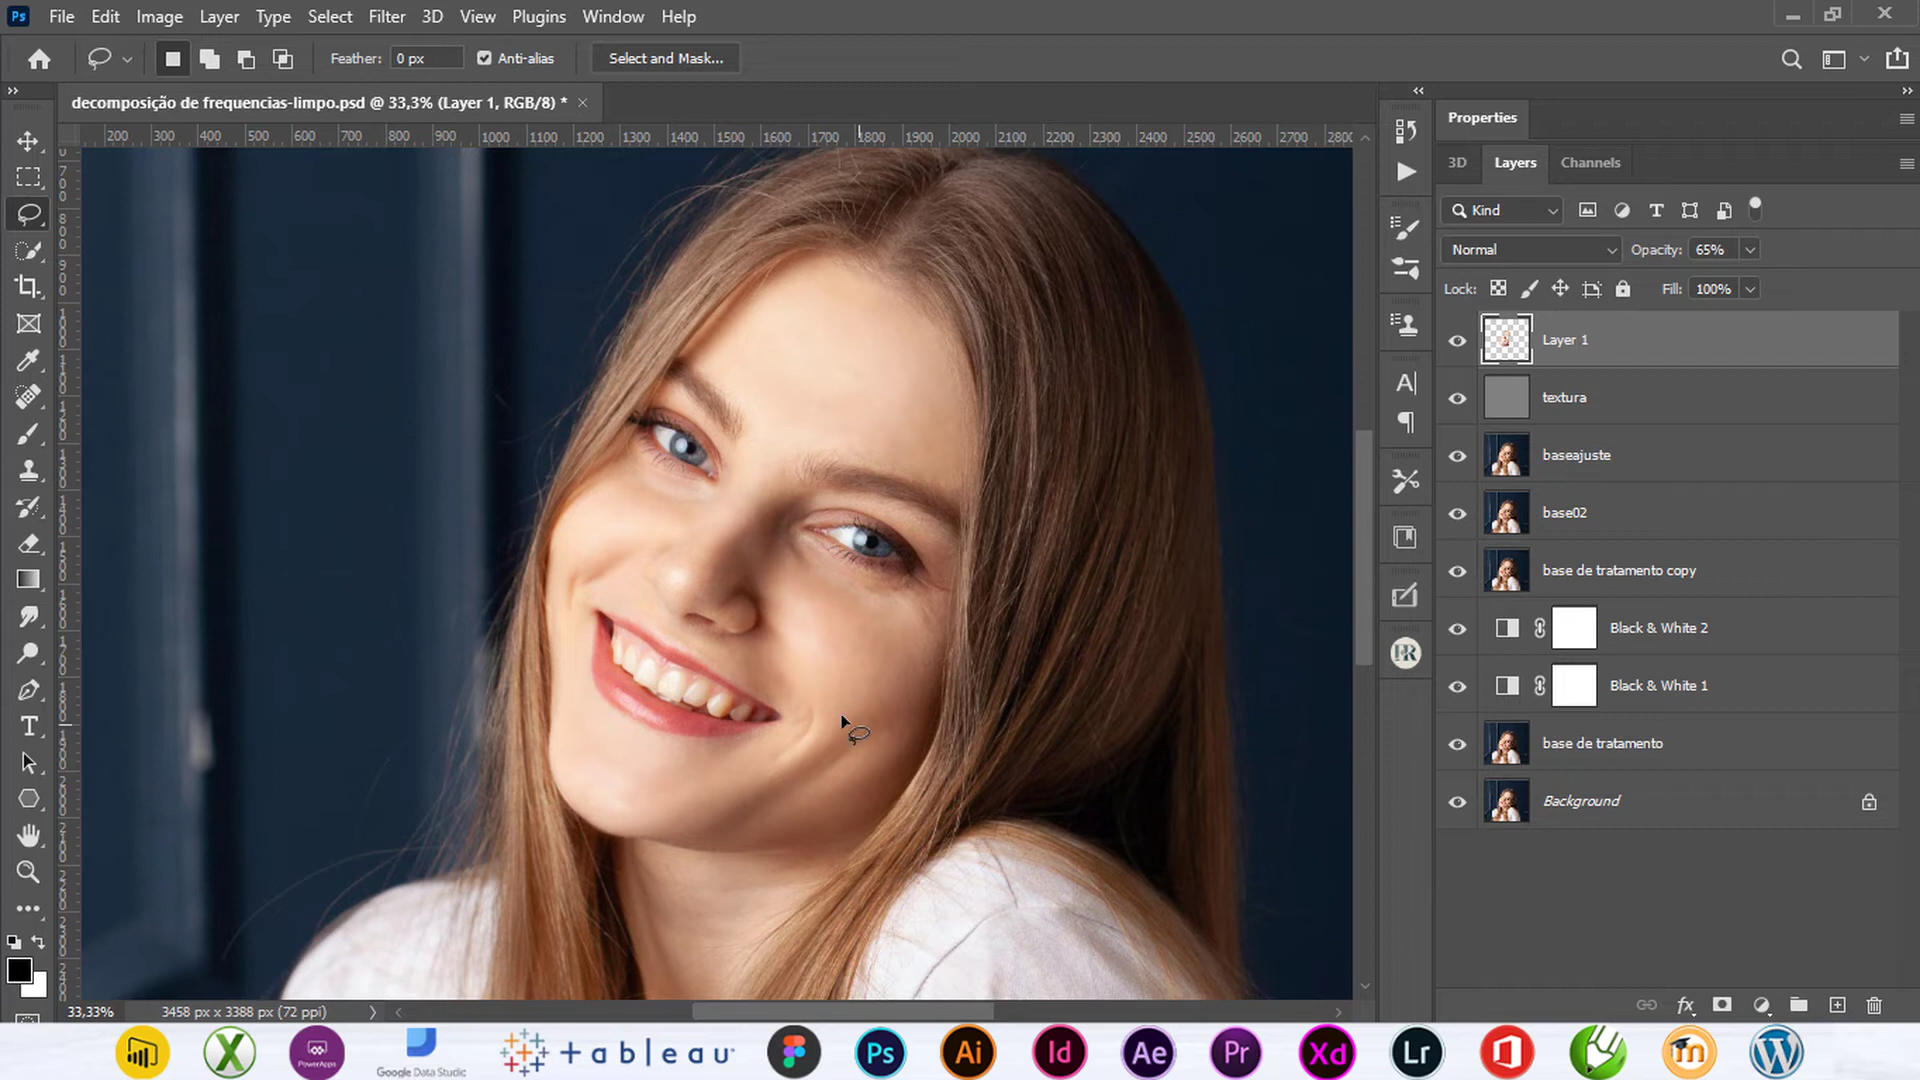 Ps File Edit Image Layer Type Select Filter 3D View Plugins Window Help
Feather: 0 px Anti-alias Select and Mask...
decomposição de frequencias-limpo.psd @ 33,3% (Layer 1, RGB/8) *
200 300 400 500 600 700 800 900 1000 1100 1200 1300 1400 1500 1600 1700 1800 1900 2000 2100 2200 2300 2400 2500 2600 2700 2800
Properties
3D Layers Channels
Kind
Normal Opacity: 65%
Lock: Fill: 100%
Layer 1
textura
baseajuste
base02
base de tratamento copy
Black & White 2
Black & White 1
base de tratamento
Background
33,33% 3458 px x 3388 px (72 ppi)
PowerApps
Google Data Studio
+ a b l e a u
Ps Ai Id Ae Pr Xd Lr